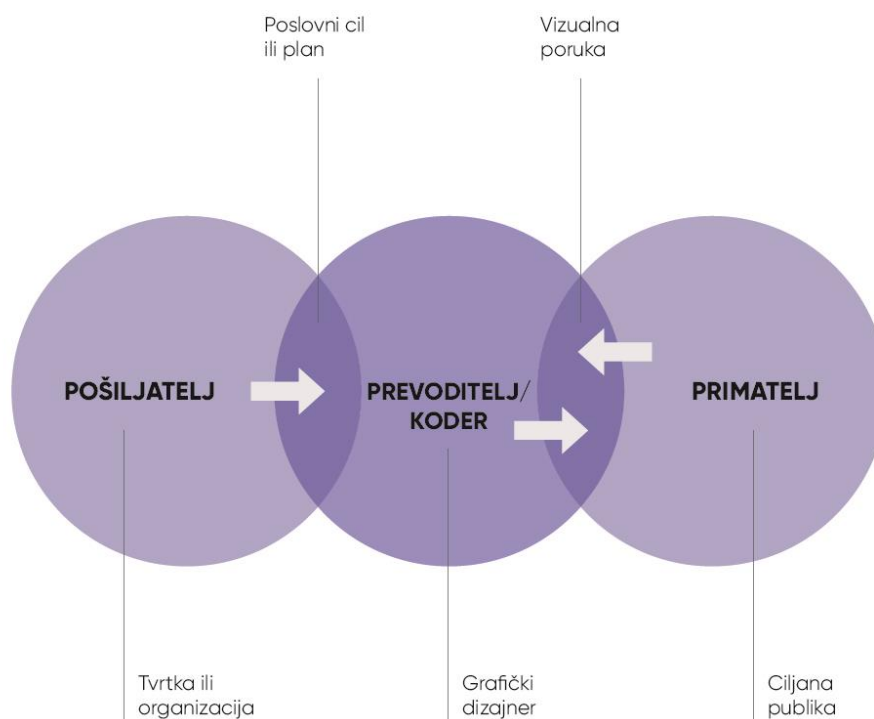 Poslovni cil
ili plan
Vizualna
poruka
POŠILJATELJ
PREVODITELJ/
KODER
PRIMATELJ
Tvrtka ili
organizacija
Grafički
dizajner
Ciljana
publika